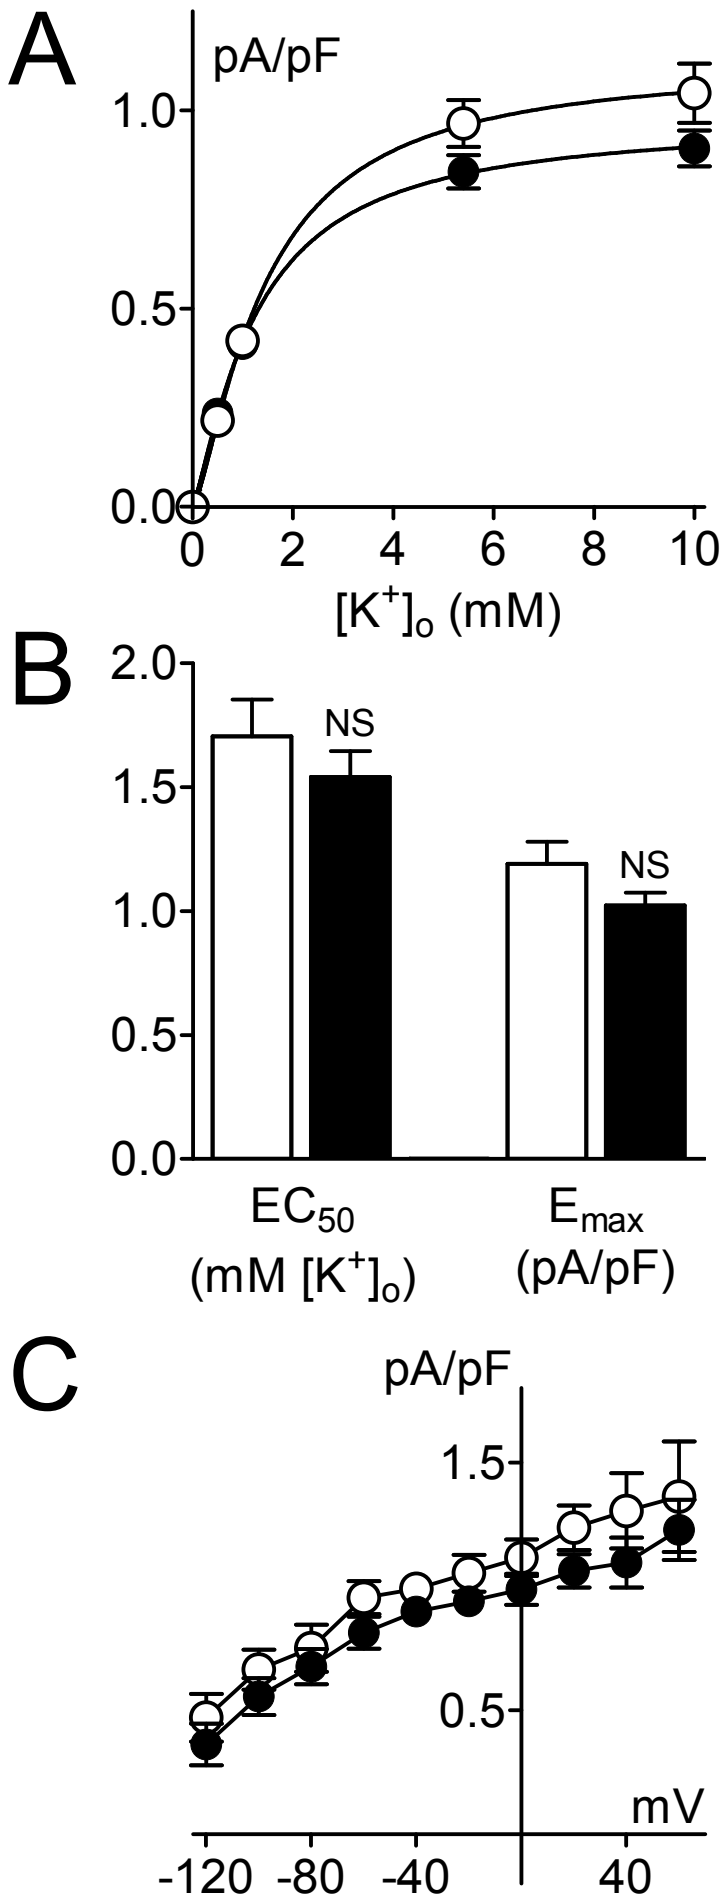 A
pA/pF
1.0
0.5
0.0
0 2 4 6 8 10
[K⁺]ₒ (mM)
B
2.0
NS
1.5
NS
1.0
0.5
0.0
EC₅₀ Eₘₐₓ
(mM [K⁺]ₒ) (pA/pF)
C
pA/pF
1.5
0.5
mV
-120 -80 -40 40